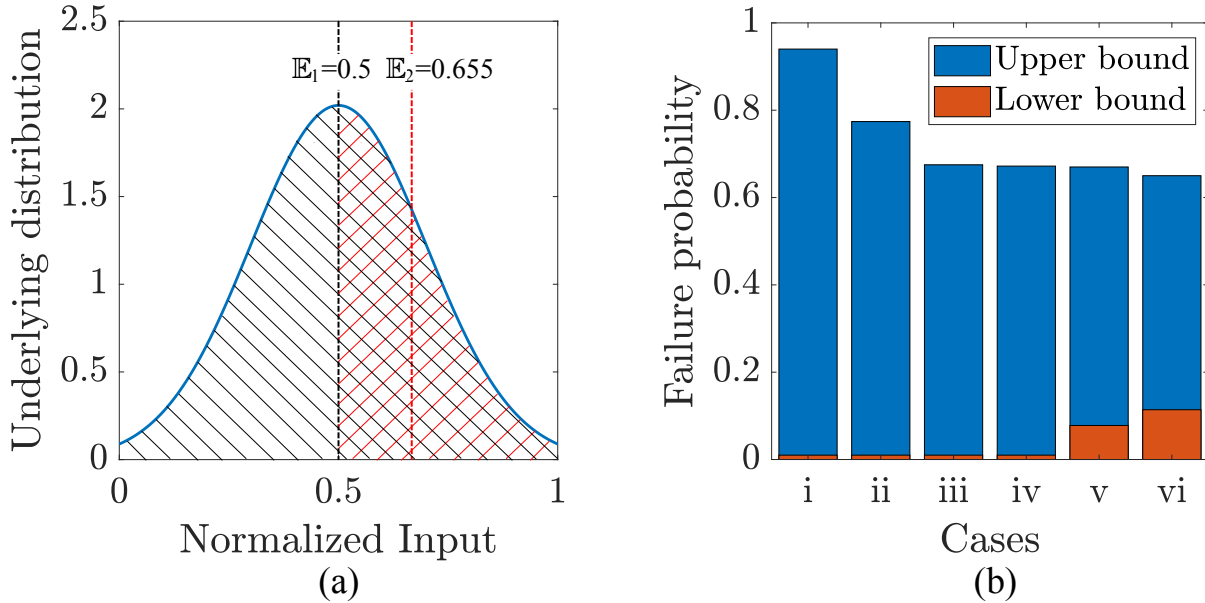 2.5
2
1.5
1
0.5
0
𝔼₁=0.5 𝔼₂=0.655
0 0.5 1
Underlying distribution
Normalized Input
(a)
1
0.8
0.6
0.4
0.2
0
Upper bound
Lower bound
Failure probability
i ii iii iv v vi
Cases
(b)